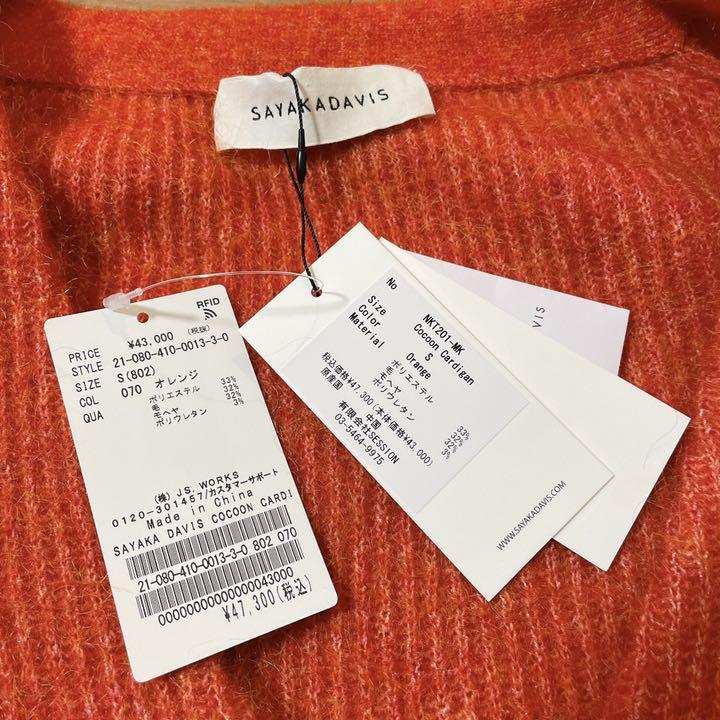 SAYAKADAVIS
RFID
PRICE ¥43,000 (税抜)
STYLE 21-080-410-0013-3-0
SIZE S(802)
COL 070 オレンジ
QUA ポリエステル 33%
毛 32%
モヘヤ 32%
ポリウレタン 3%
(株) JS.WORKS
0120-301457/カスタマーサポート
Made in China
SAYAKA DAVIS COCOON CARDI
21-080-410-0013-3-0 802 070
00000000000000043000
¥47,300(税込)
No NKT201-MK
Cocoon Cardigan
Size S
Color Orange
Material ポリエステル 33%
毛 32%
モヘヤ 32%
ポリウレタン 3%
税込価格¥47,300(本体価格¥43,000)
原産国 中国
有限会社SESSION
03-5464-9975
WWW.SAYAKADAVIS.COM
DAVIS